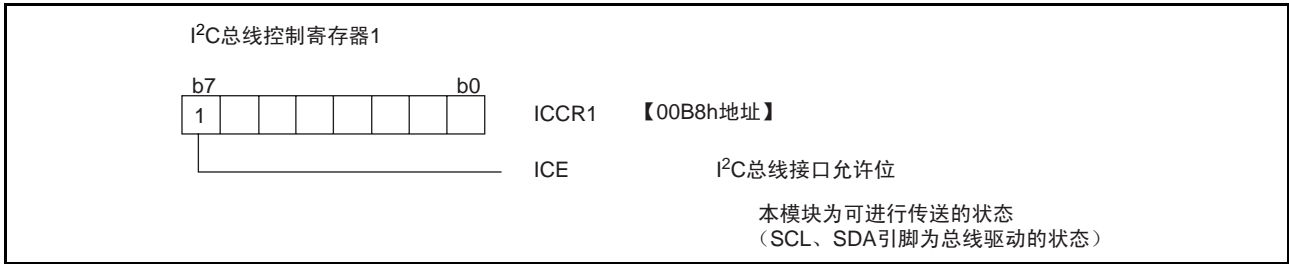 I²C总线控制寄存器1
b7 b0
1 ICCR1 【00B8h地址】
ICE I²C总线接口允许位
本模块为可进行传送的状态
（SCL、SDA引脚为总线驱动的状态）